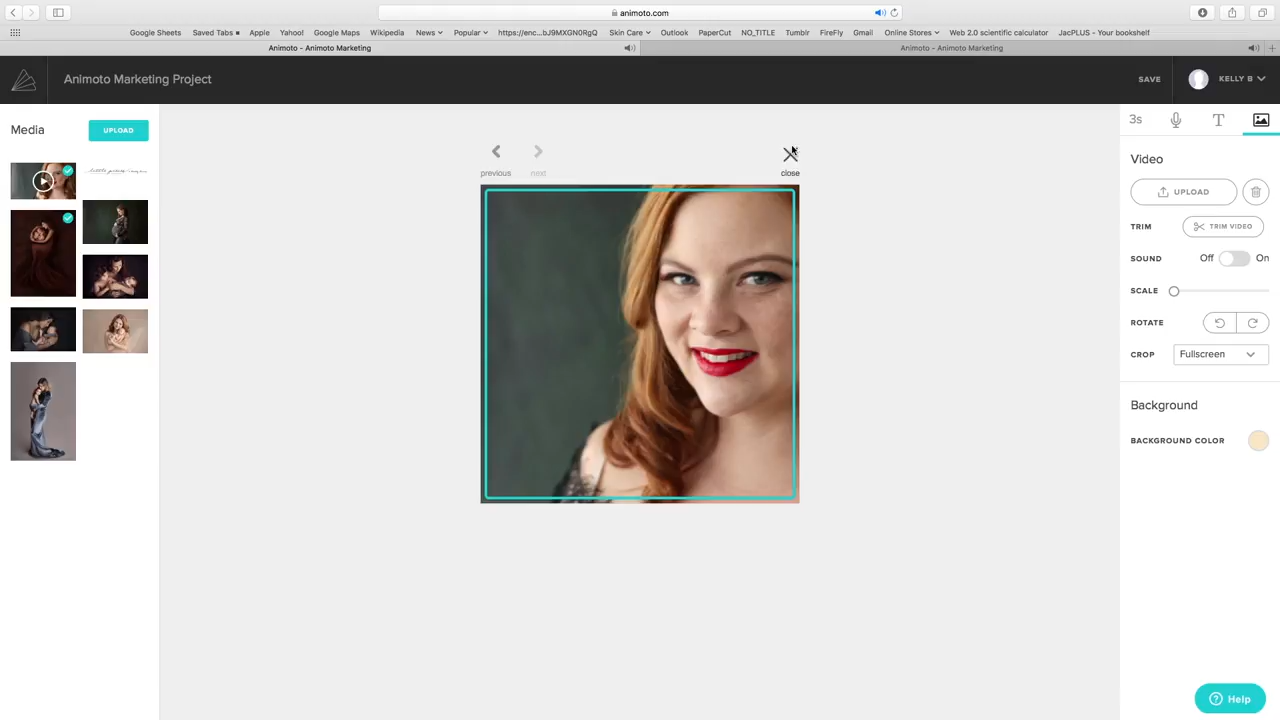 animoto.com
Google Sheets Saved Tabs Apple Yahoo! Google Maps Wikipedia News Popular https://enc...bJ9MXGN0RgQ Skin Care Outlook PaperCut NO_TITLE Tumblr FireFly Gmail Online Stores Web 2.0 scientific calculator JacPLUS - Your bookshelf
Animoto - Animoto Marketing Animoto - Animoto Marketing
Animoto Marketing Project SAVE KELLY B
Media UPLOAD
previous next close
3s T
Video
UPLOAD
TRIM TRIM VIDEO
SOUND Off On
SCALE
ROTATE
CROP Fullscreen
Background
BACKGROUND COLOR
Help